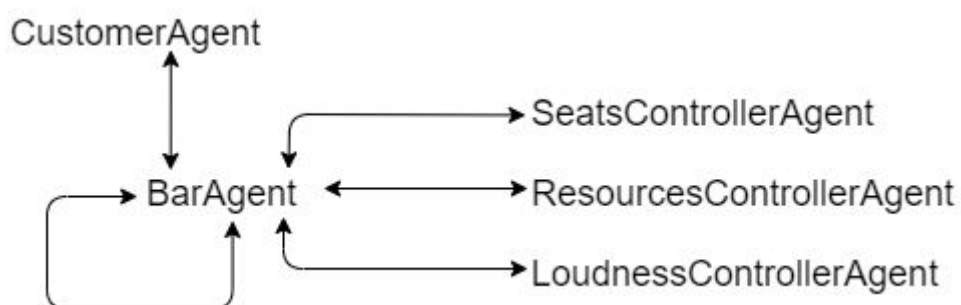 CustomerAgent
SeatsControllerAgent
BarAgent
ResourcesControllerAgent
LoudnessControllerAgent